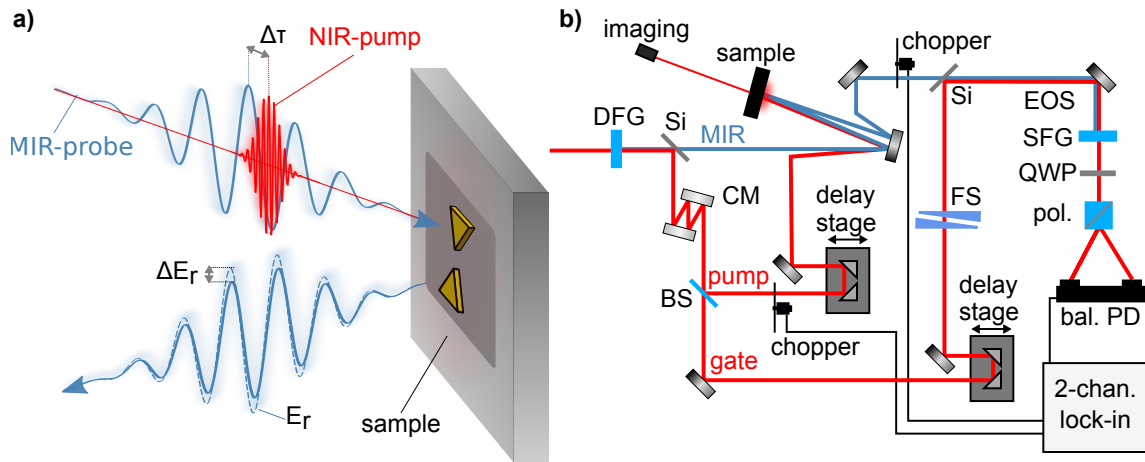 a)
Δτ
NIR-pump
MIR-probe
ΔEr
Er
sample
b)
imaging
sample
chopper
DFG
Si
MIR
Si
EOS
SFG
QWP
CM
FS
pol.
delay
stage
pump
BS
chopper
delay
stage
bal. PD
gate
2-chan.
lock-in